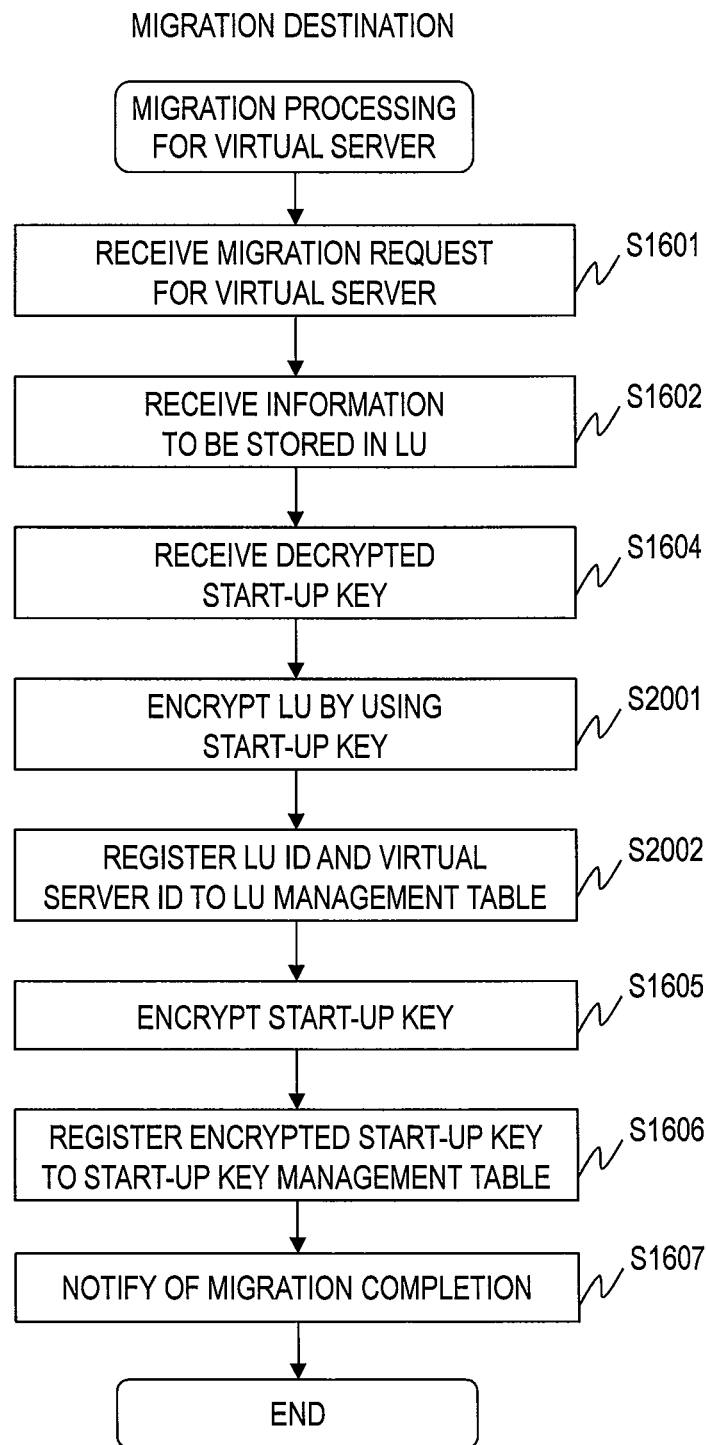 MIGRATION DESTINATION
MIGRATION PROCESSING
FOR VIRTUAL SERVER
RECEIVE MIGRATION REQUEST
FOR VIRTUAL SERVER
S1601
RECEIVE INFORMATION
TO BE STORED IN LU
S1602
RECEIVE DECRYPTED
START-UP KEY
S1604
ENCRYPT LU BY USING
START-UP KEY
S2001
REGISTER LU ID AND VIRTUAL
SERVER ID TO LU MANAGEMENT TABLE
S2002
ENCRYPT START-UP KEY
S1605
REGISTER ENCRYPTED START-UP KEY
TO START-UP KEY MANAGEMENT TABLE
S1606
NOTIFY OF MIGRATION COMPLETION
S1607
END